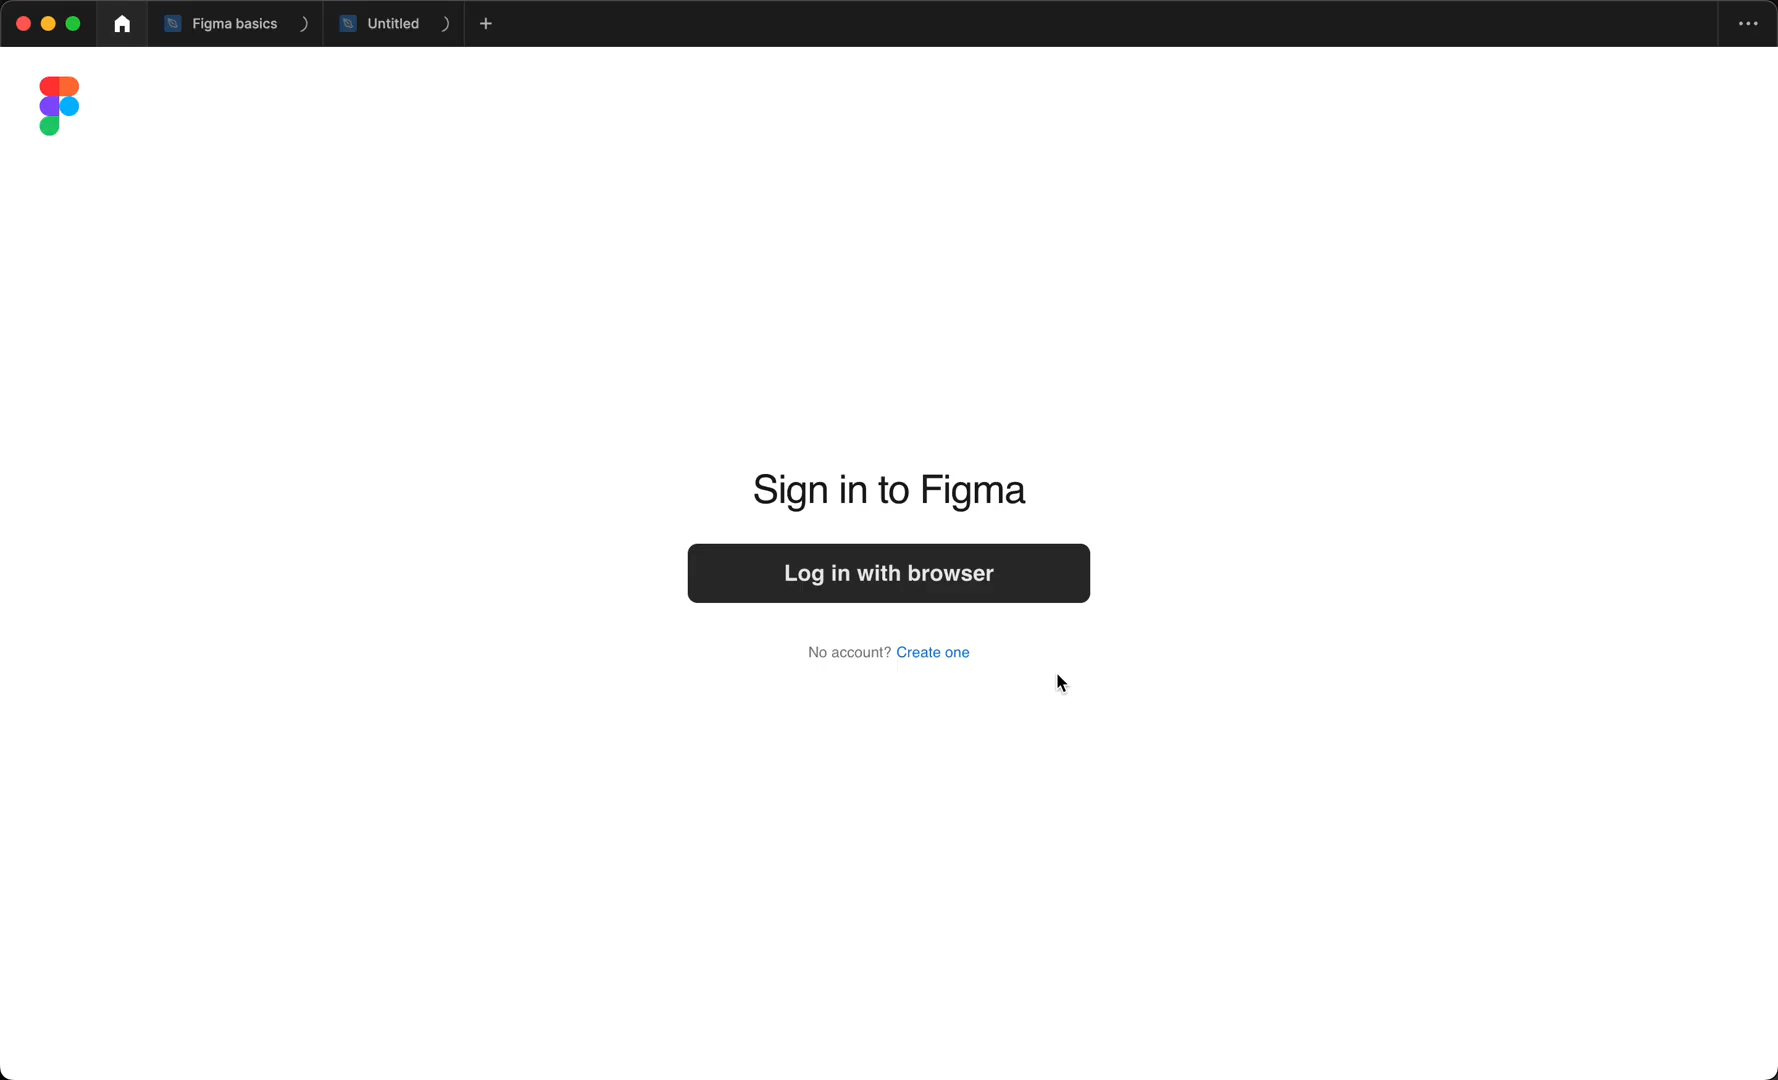 Figma basics
Untitled
Sign in to Figma
Log in with browser
No account? Create one